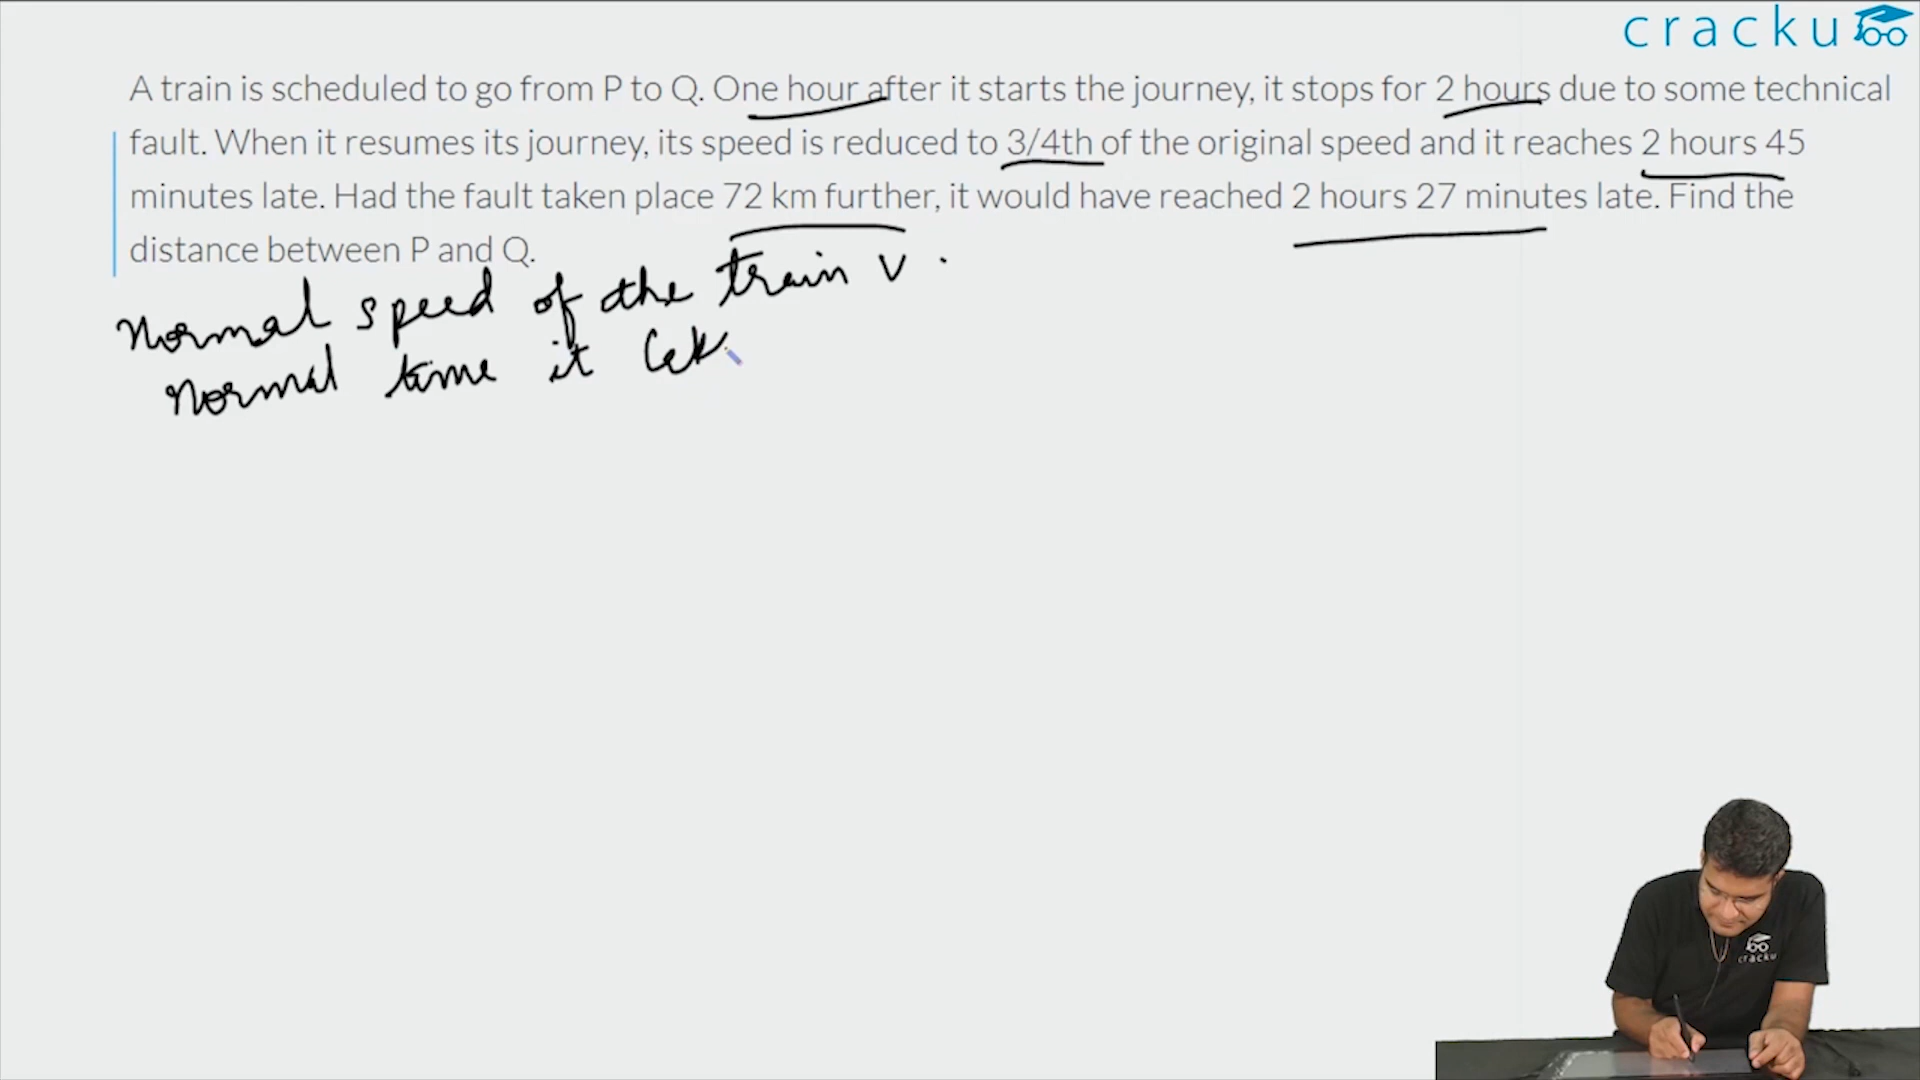 cracku
A train is scheduled to go from P to Q. One hour after it starts the journey, it stops for 2 hours due to some technical
fault. When it resumes its journey, its speed is reduced to 3/4th of the original speed and it reaches 2 hours 45
minutes late. Had the fault taken place 72 km further, it would have reached 2 hours 27 minutes late. Find the
distance between P and Q.
Normal speed of the train v.
Normal time it
cracku